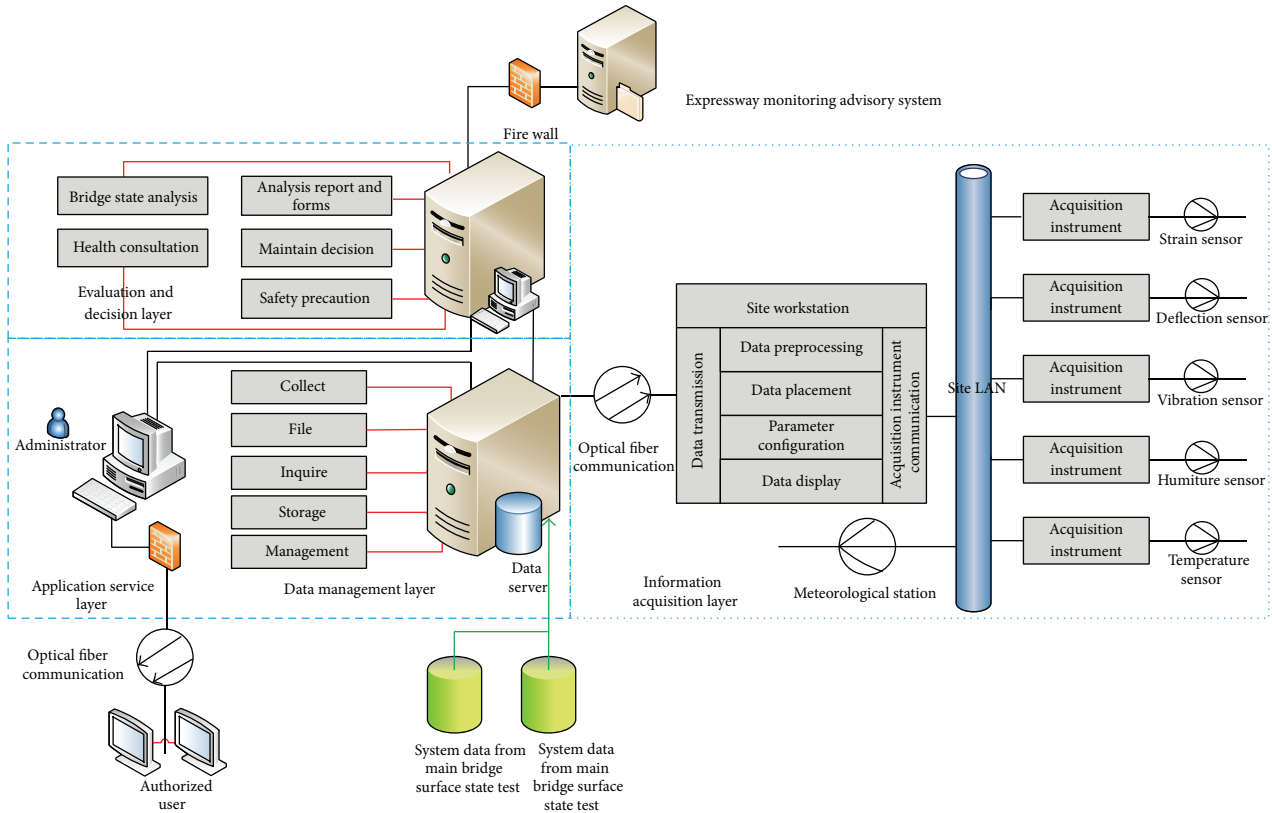 Expressway monitoring advisory system
Fire wall
Bridge state analysis
Health consultation
Evaluation and
decision layer
Analysis report and
forms
Maintain decision
Safety precaution
Administrator
Application service
layer
Collect
File
Inquire
Storage
Management
Data management layer
Data
server
Optical fiber
communication
Site workstation
Data transmission
Data preprocessing
Data placement
Parameter
configuration
Data display
Acquisition instrument
communication
Information
acquisition layer
Meteorological station
Site LAN
Acquisition
instrument
Strain sensor
Acquisition
instrument
Deflection sensor
Acquisition
instrument
Vibration sensor
Acquisition
instrument
Humiture sensor
Acquisition
instrument
Temperature
sensor
Optical fiber
communication
Authorized
user
System data from
main bridge
surface state test
System data
from main
bridge surface
state test